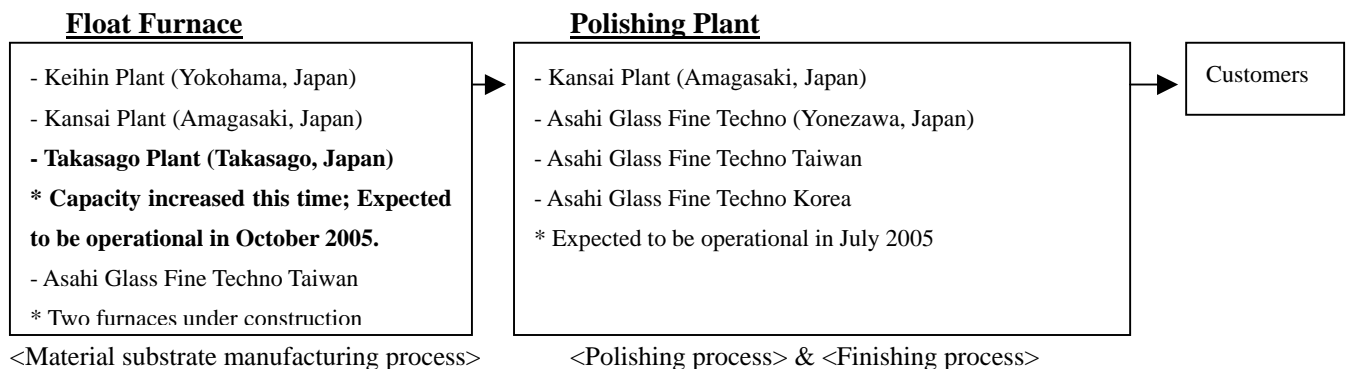 Float Furnace
- Keihin Plant (Yokohama, Japan)
- Kansai Plant (Amagasaki, Japan)
- Takasago Plant (Takasago, Japan)
* Capacity increased this time; Expected
to be operational in October 2005.
- Asahi Glass Fine Techno Taiwan
* Two furnaces under construction
<Material substrate manufacturing process>
Polishing Plant
- Kansai Plant (Amagasaki, Japan)
- Asahi Glass Fine Techno (Yonezawa, Japan)
- Asahi Glass Fine Techno Taiwan
- Asahi Glass Fine Techno Korea
* Expected to be operational in July 2005
<Polishing process> & <Finishing process>
Customers